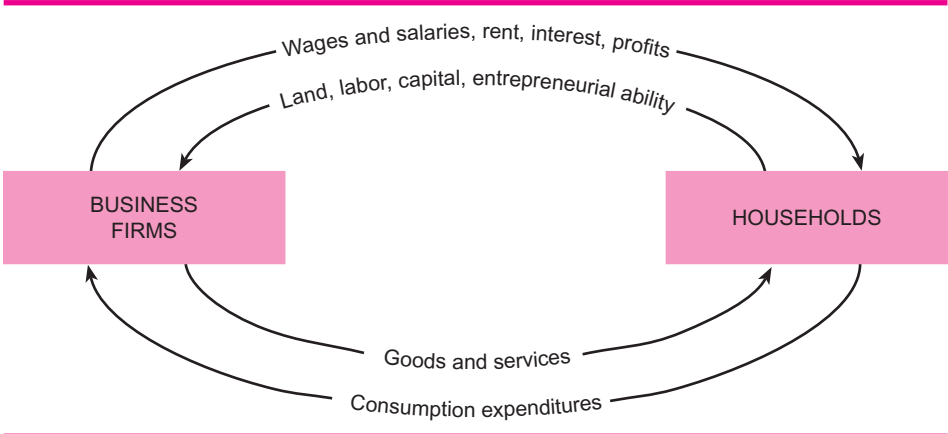 Wages and salaries, rent, interest, profits
Land, labor, capital, entrepreneurial ability
BUSINESS
FIRMS
HOUSEHOLDS
Goods and services
Consumption expenditures